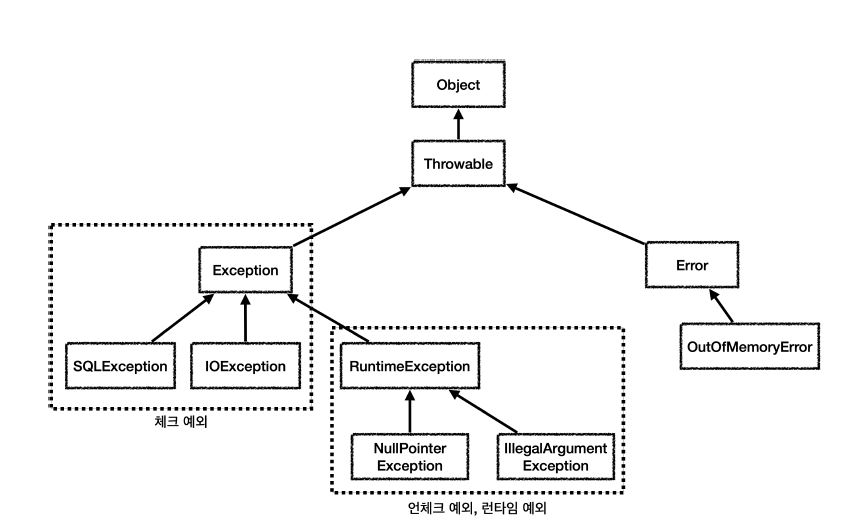 Object
Throwable
Exception
Error
SQLException
IOException
RuntimeException
OutOfMemoryError
체크 예외
NullPointer
Exception
IllegalArgument
Exception
언체크 예외, 런타임 예외